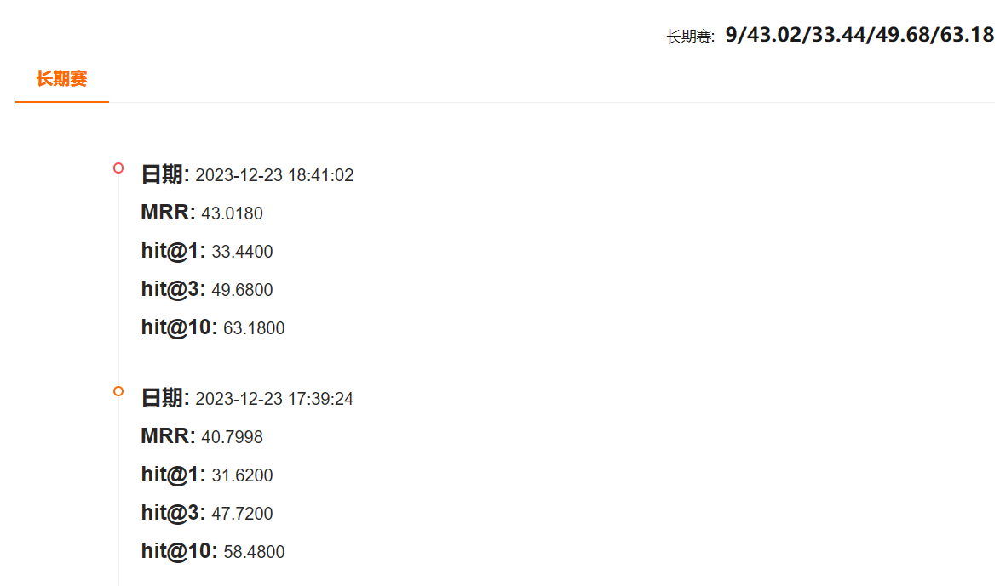 长期赛: 9/43.02/33.44/49.68/63.18
长期赛
日期: 2023-12-23 18:41:02
MRR: 43.0180
hit@1: 33.4400
hit@3: 49.6800
hit@10: 63.1800
日期: 2023-12-23 17:39:24
MRR: 40.7998
hit@1: 31.6200
hit@3: 47.7200
hit@10: 58.4800